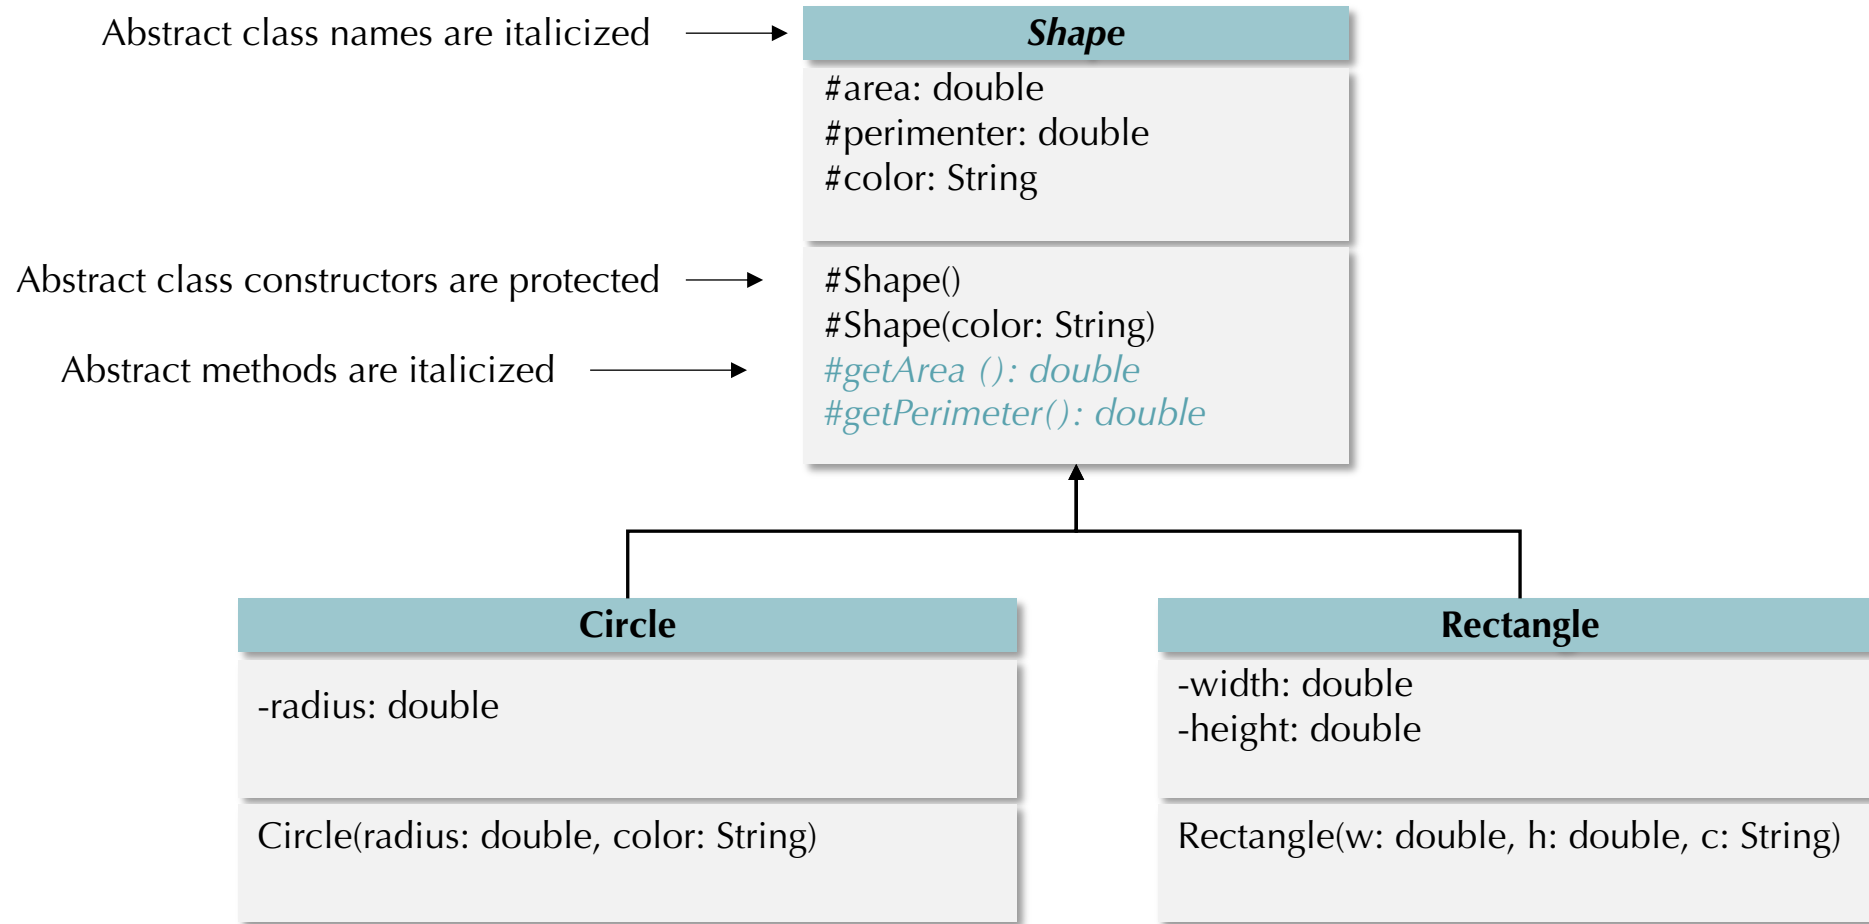 Abstract class names are italicized
Shape
#area: double
#perimenter: double
#color: String
Abstract class constructors are protected
#Shape()
#Shape(color: String)
Abstract methods are italicized
#getArea (): double
#getPerimeter(): double
Circle
-radius: double
Circle(radius: double, color: String)
Rectangle
-width: double
-height: double
Rectangle(w: double, h: double, c: String)